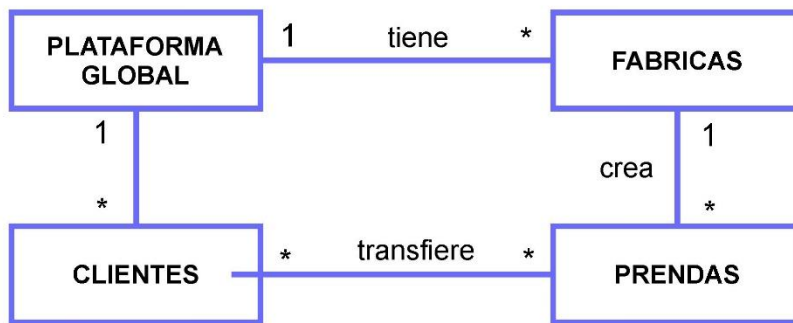 PLATAFORMA
GLOBAL
1
tiene
*
FABRICAS
1
*
1
crea
*
CLIENTES
*
transfiere
*
PRENDAS